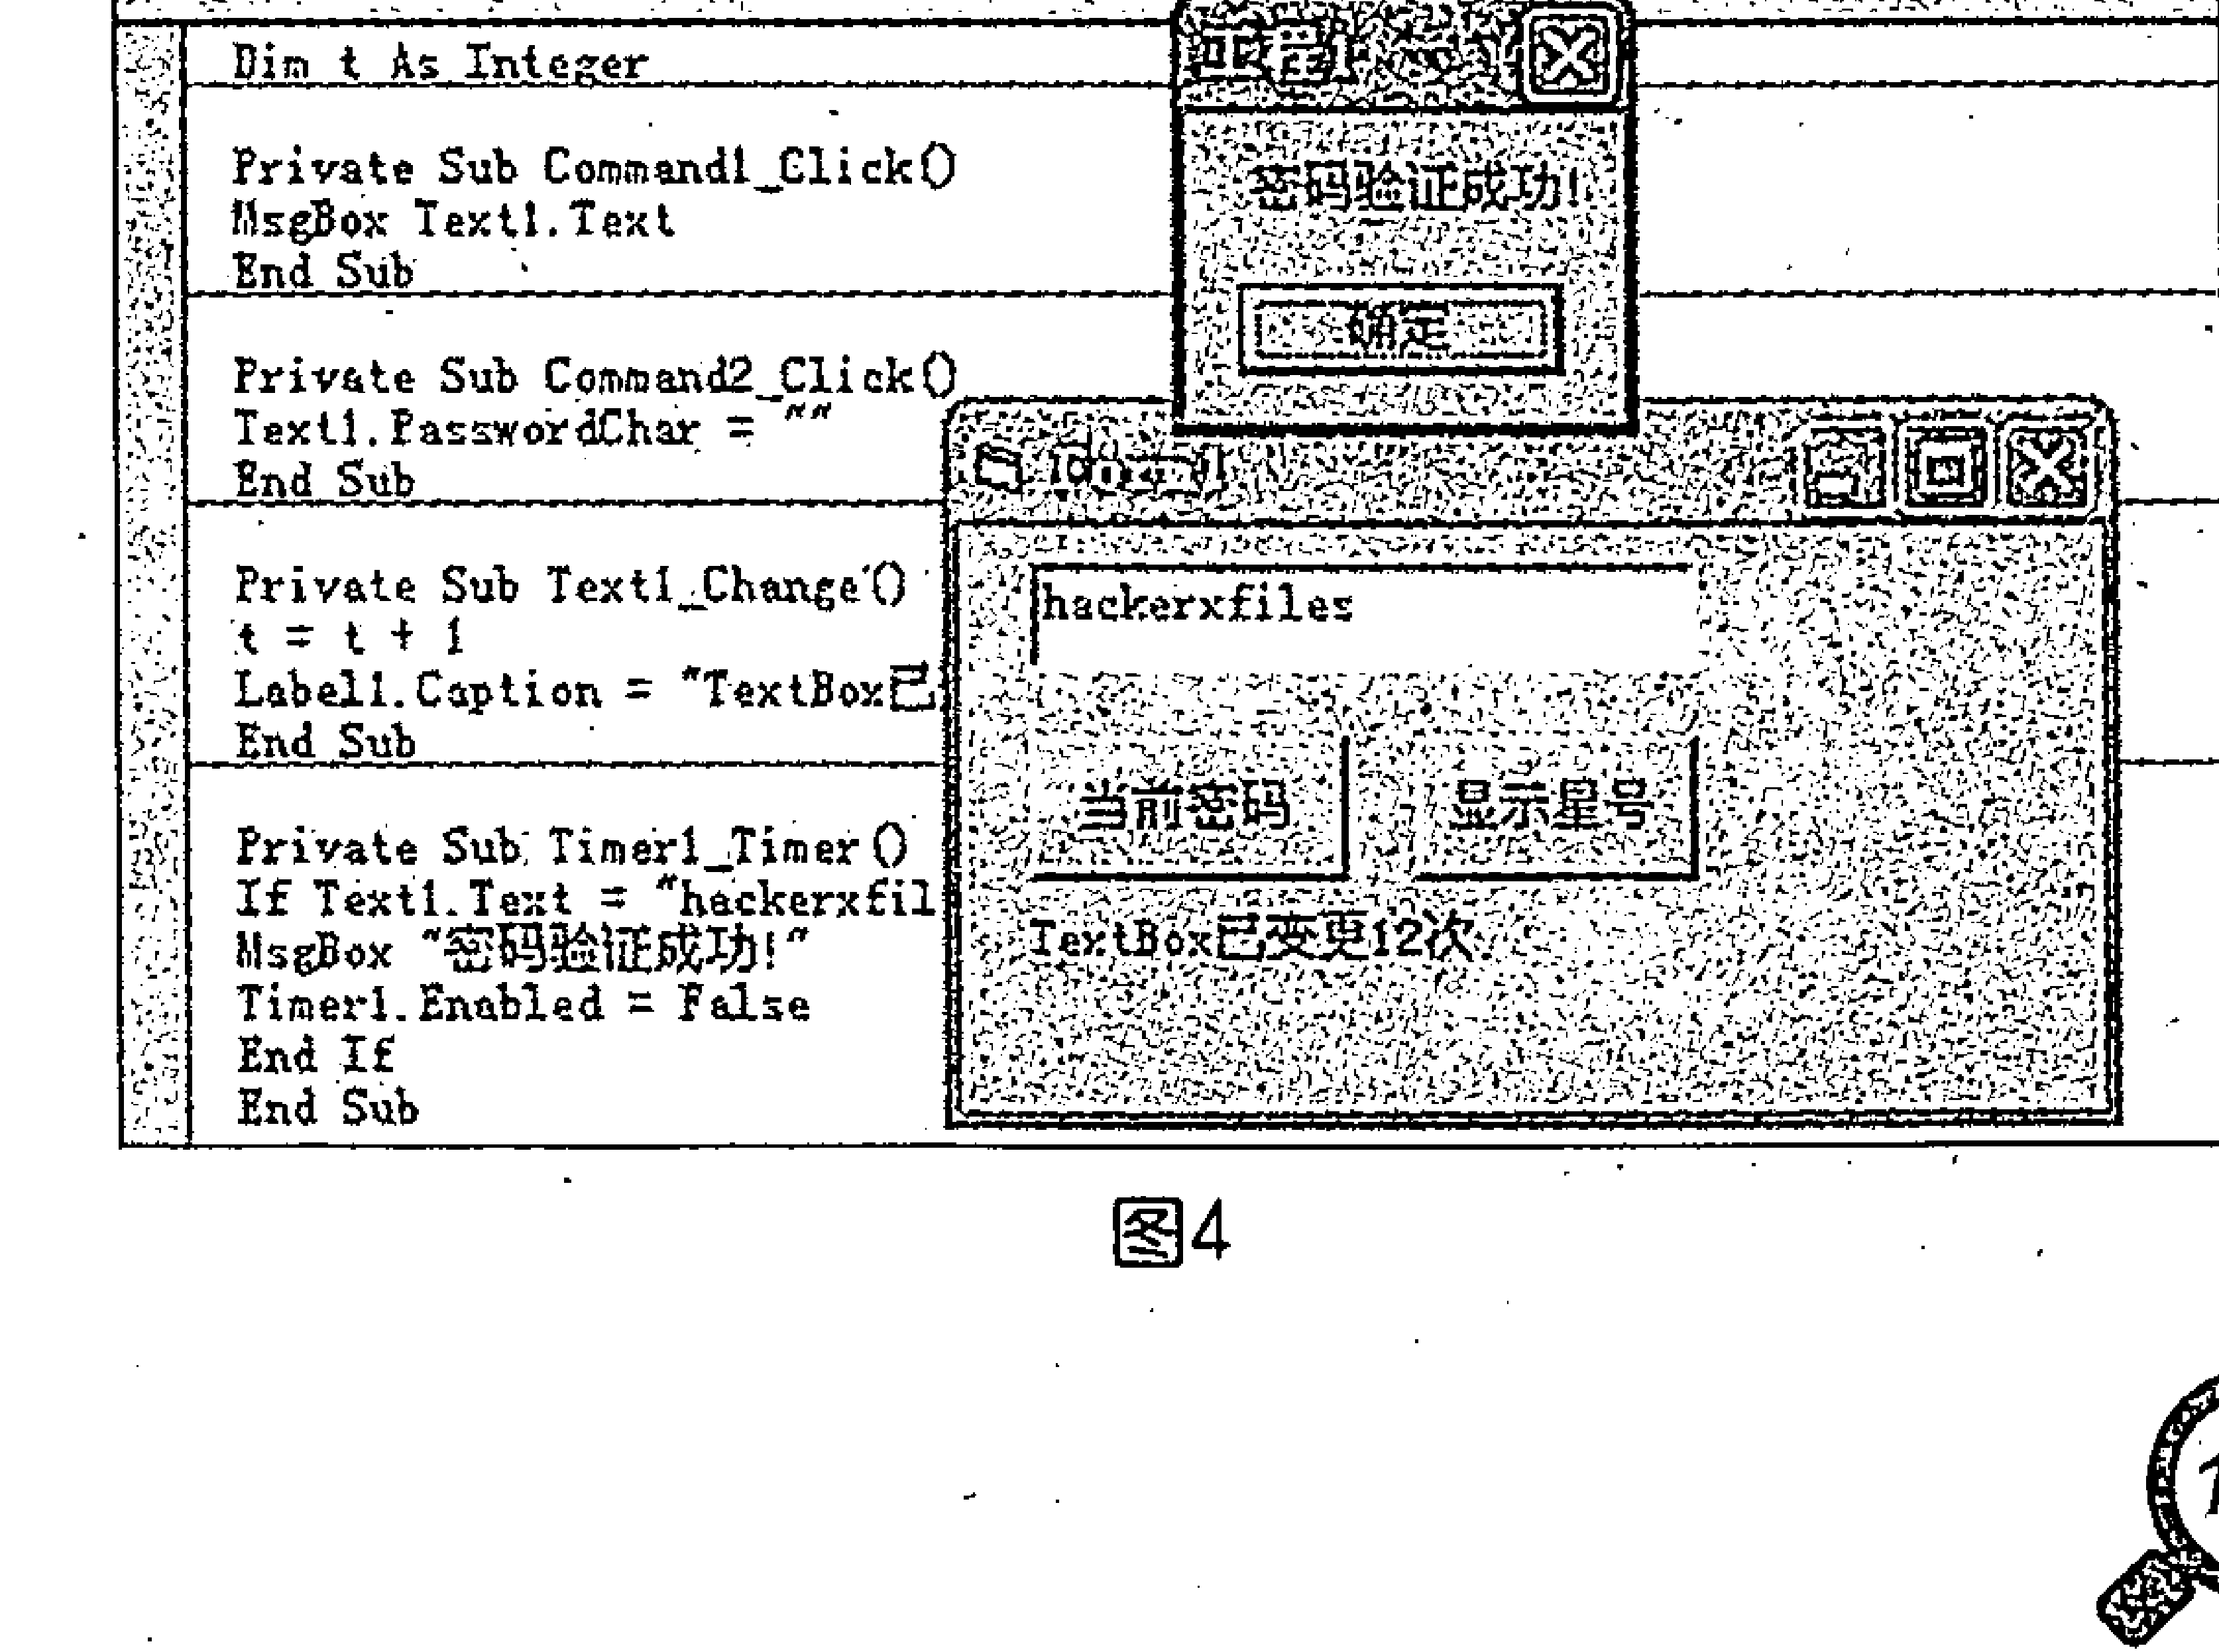 Dim t As Integer
Private Sub Command1_Click()
MsgBox Text1.Text
End Sub
Private Sub Command2_Click()
Text1.PasswordChar = ""
End Sub
Private Sub Text1_Change()
t = t + 1
Label1.Caption = "TextBox已
End Sub
Private Sub Timer1_Timer()
If Text1.Text = "hackerxfil
MsgBox "密码验证成功!"
Timer1.Enabled = False
End If
End Sub
工程1
密码验证成功!
确定
Form1
hackerxfiles
当前密码
显示星号
TextBox已变更12次
图4